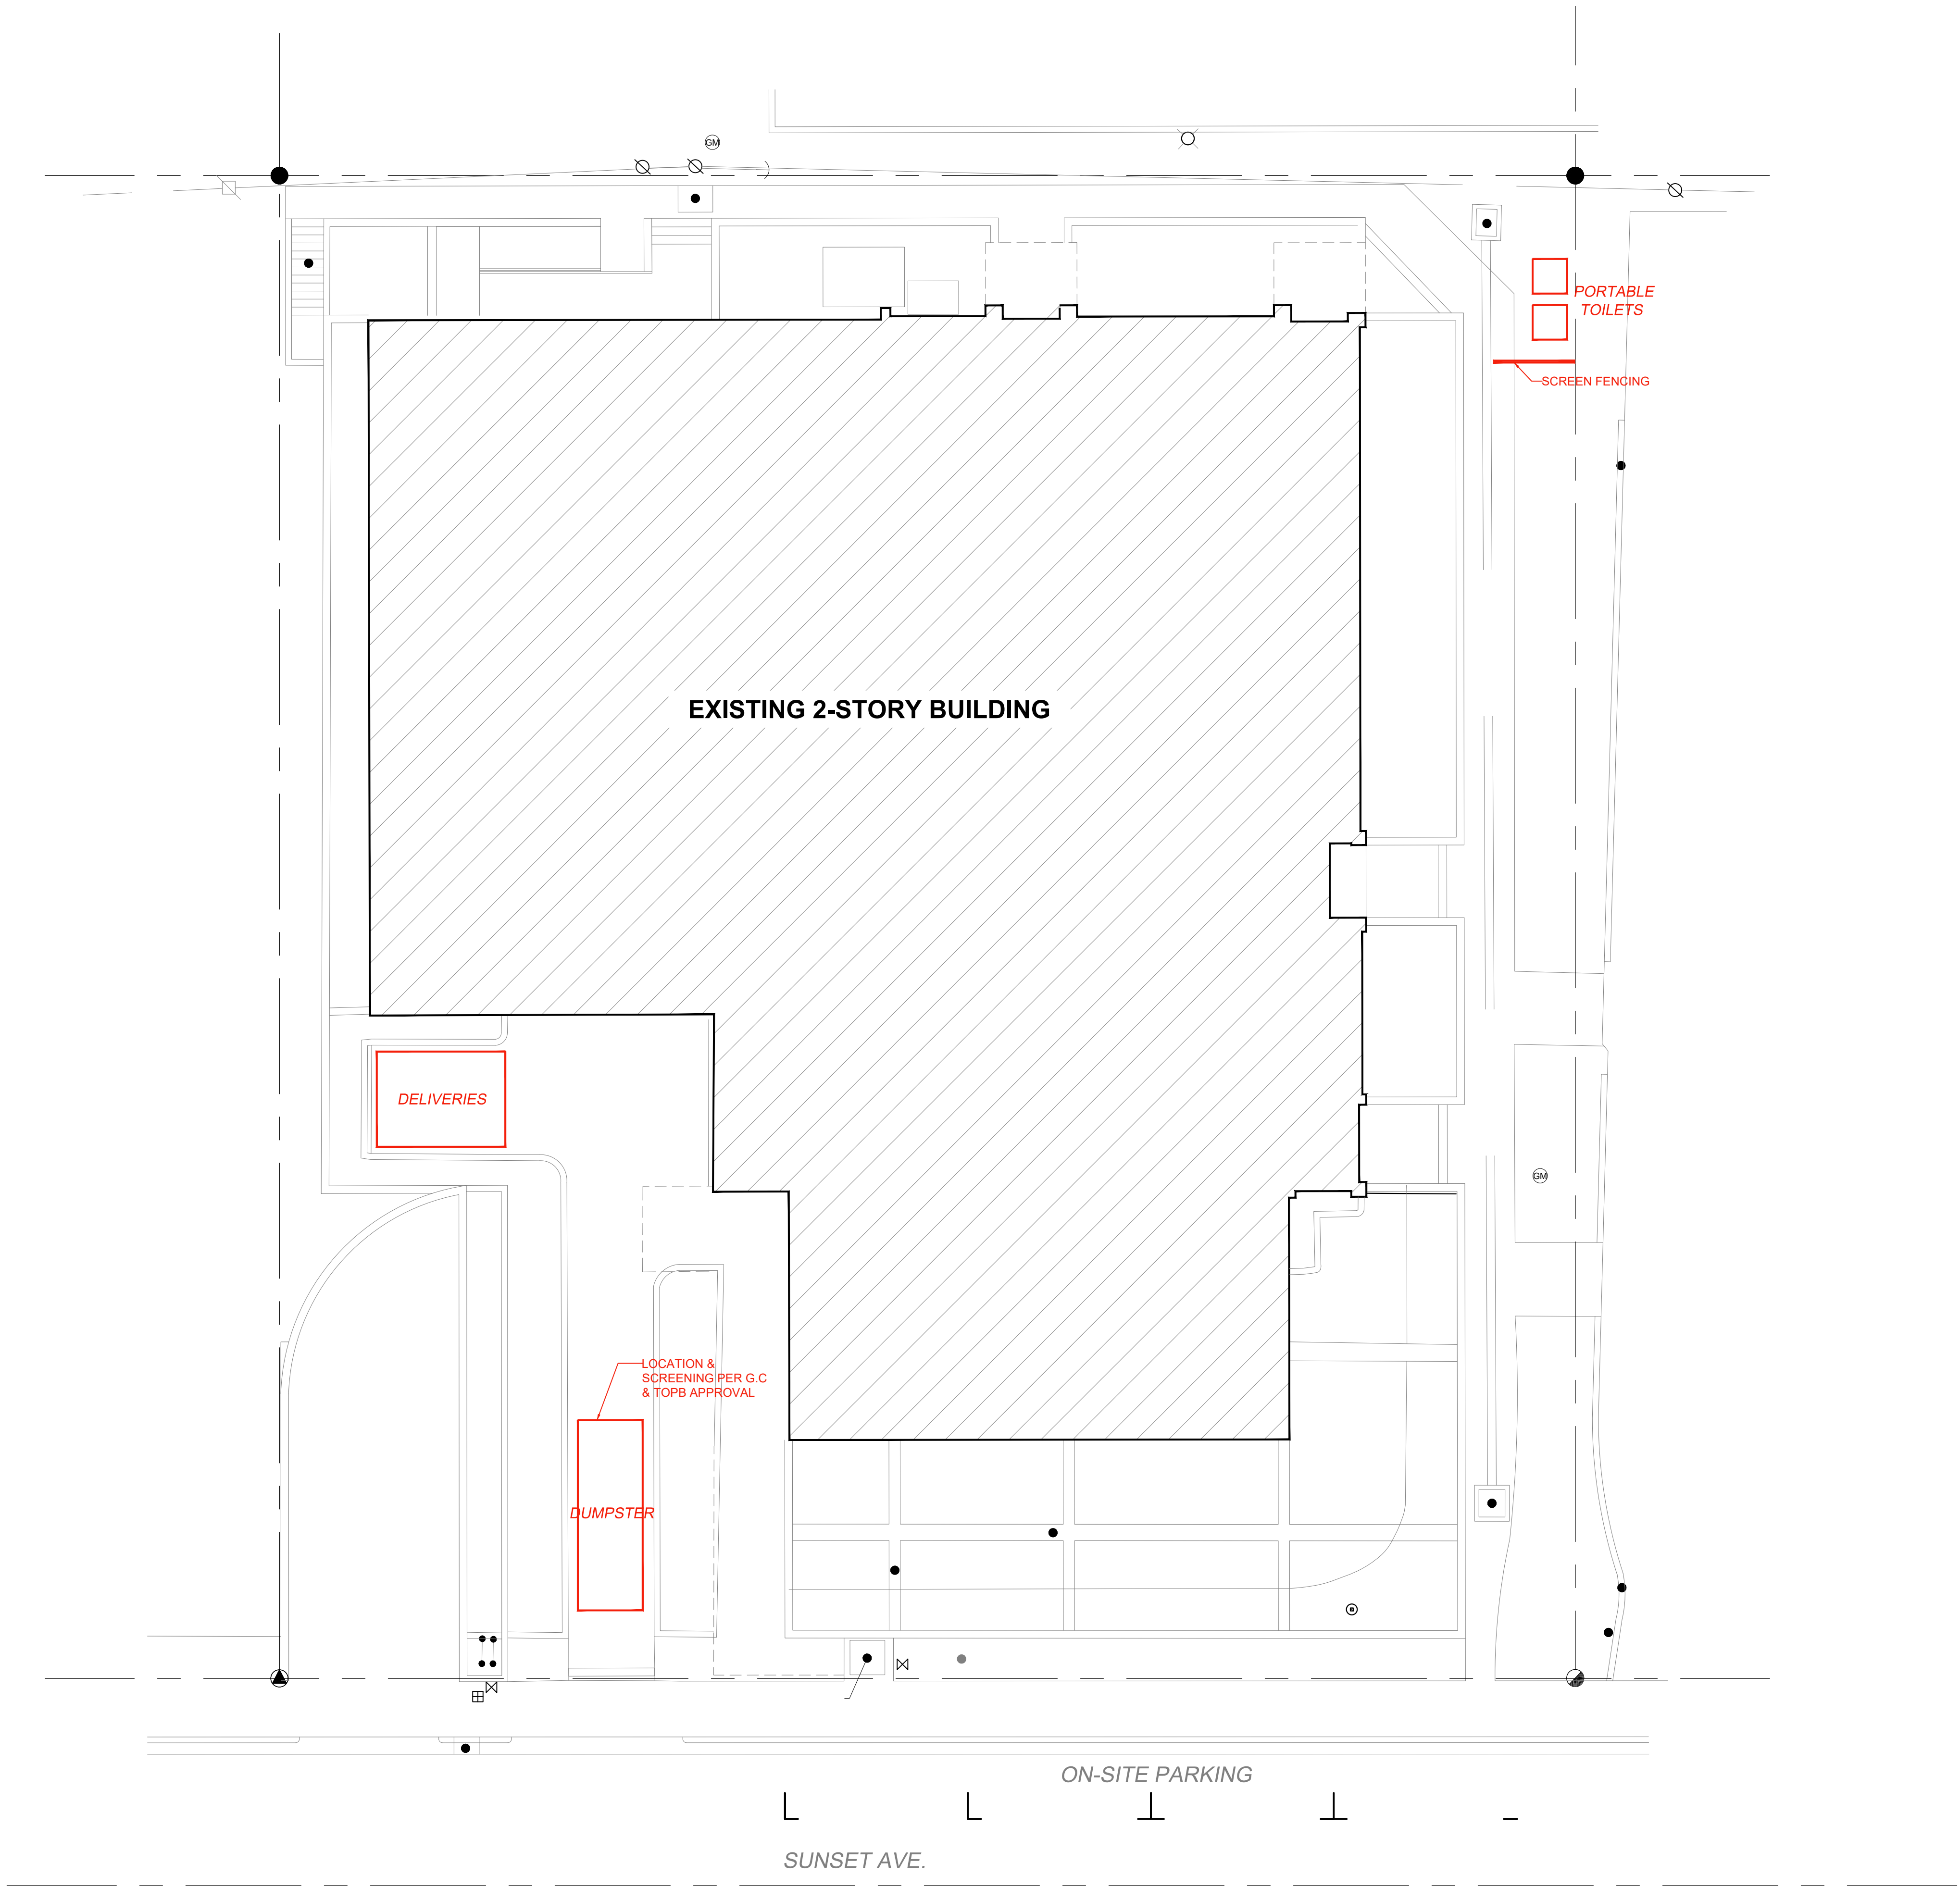 GM
PORTABLE
TOILETS
SCREEN FENCING
EXISTING 2-STORY BUILDING
DELIVERIES
GM
LOCATION &
SCREENING PER G.C
& TOPB APPROVAL
DUMPSTER
ON-SITE PARKING
SUNSET AVE.